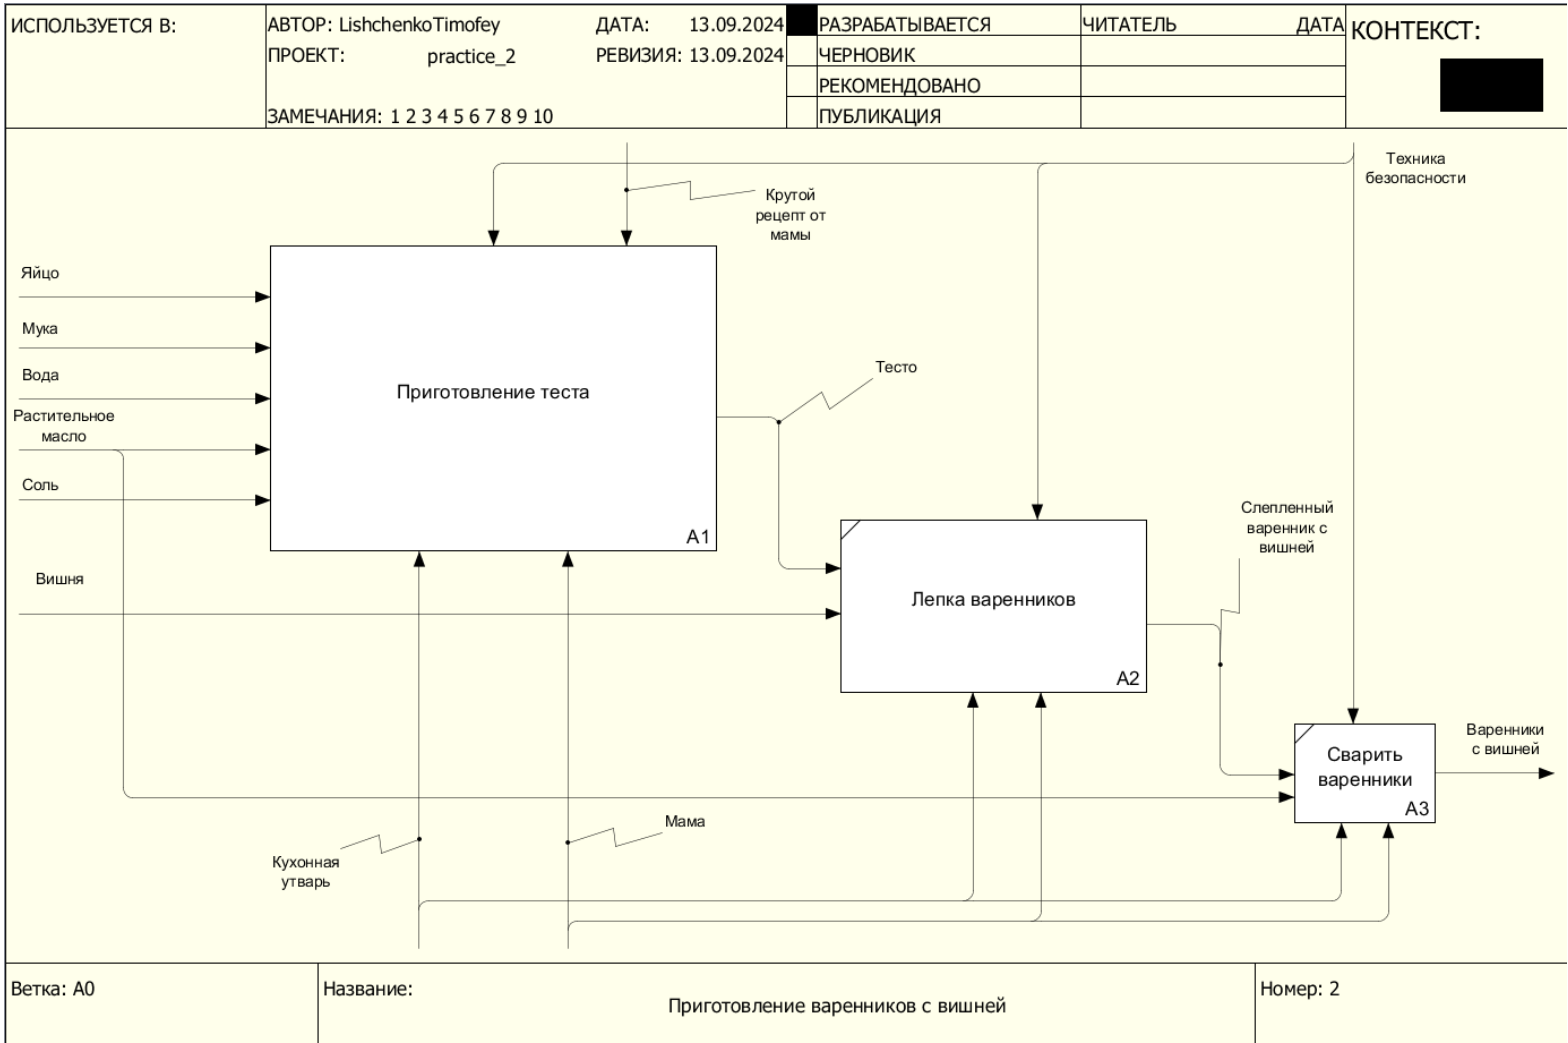 ИСПОЛЬЗУЕТСЯ В:
АВТОР: LishchenkoTimofey
ДАТА: 13.09.2024
ПРОЕКТ: practice_2
РЕВИЗИЯ: 13.09.2024
ЗАМЕЧАНИЯ: 1 2 3 4 5 6 7 8 9 10
РАЗРАБАТЫВАЕТСЯ
ЧЕРНОВИК
РЕКОМЕНДОВАНО
ПУБЛИКАЦИЯ
ЧИТАТЕЛЬ
ДАТА
КОНТЕКСТ:
Техника
безопасности
Крутой
рецепт от
мамы
Яйцо
Мука
Вода
Растительное
масло
Соль
Вишня
Приготовление теста
A1
Тесто
Слепленный
варенник с
вишней
Лепка варенников
A2
Варенники
с вишней
Сварить
варенники
A3
Мама
Кухонная
утварь
Ветка: A0
Название:
Приготовление варенников с вишней
Номер: 2